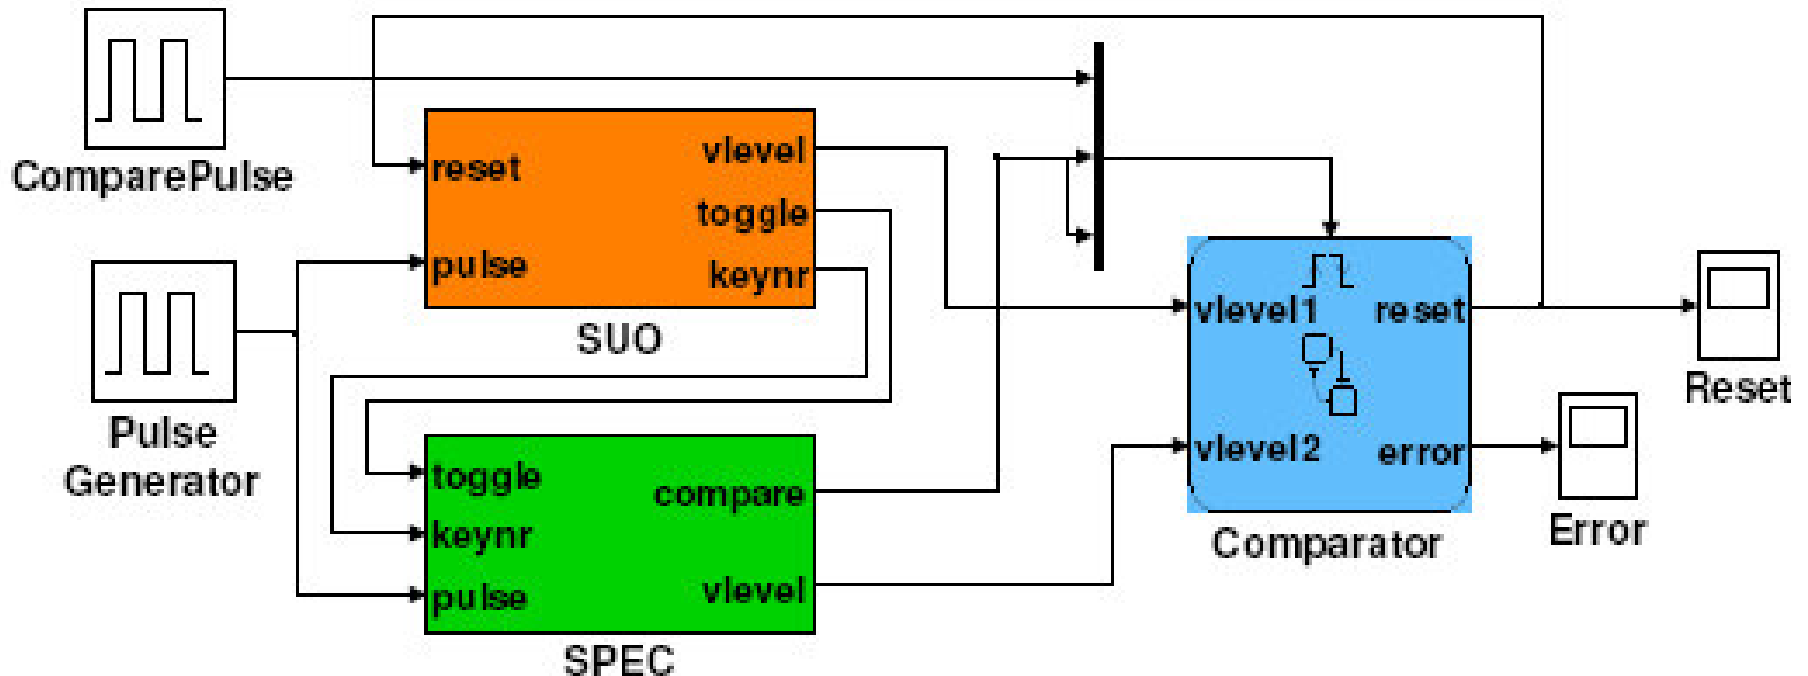 ComparePulse
reset
pulse
vlevel
toggle
keynr
SUO
Pulse
Generator
toggle
keynr
pulse
compare
vlevel
SPEC
vlevel1
vlevel2
reset
error
Comparator
Reset
Error